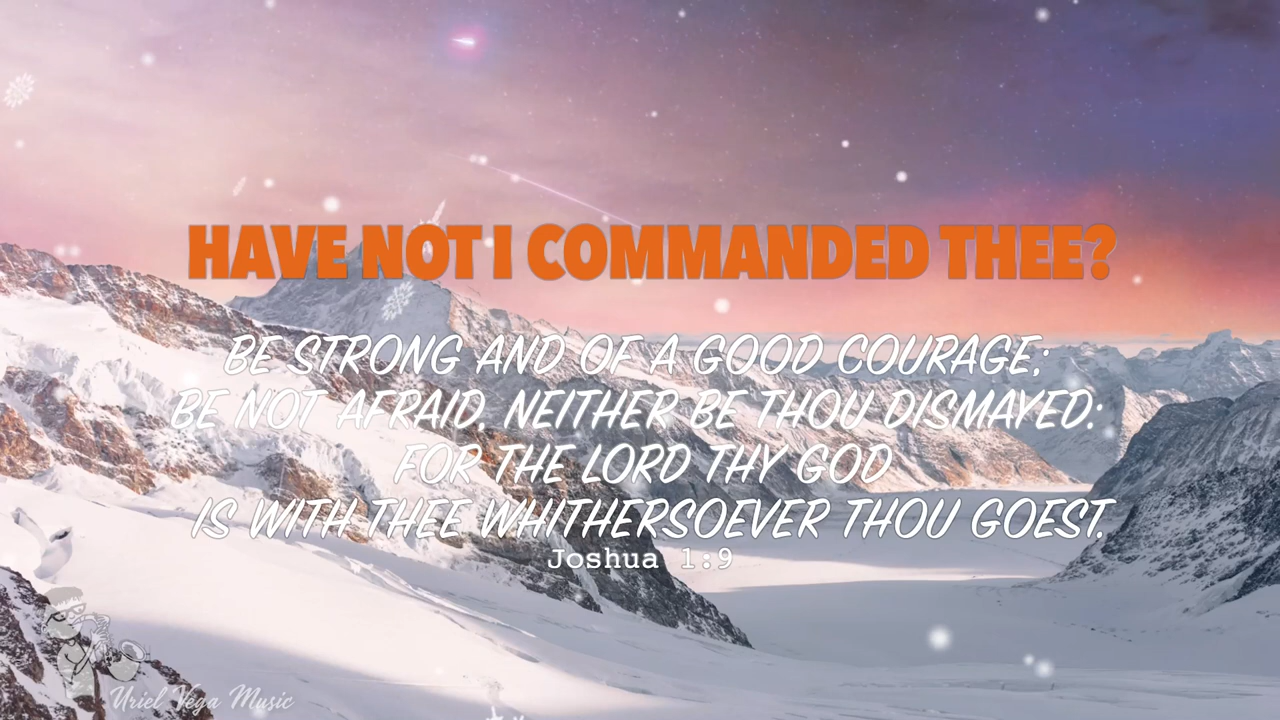 HAVE NOT I COMMANDED THEE?
BE STRONG AND OF A GOOD COURAGE;
BE NOT AFRAID, NEITHER BE THOU DISMAYED:
FOR THE LORD THY GOD
IS WITH THEE WHITHERSOEVER THOU GOEST.
Joshua 1:9
Uriel Vega Music